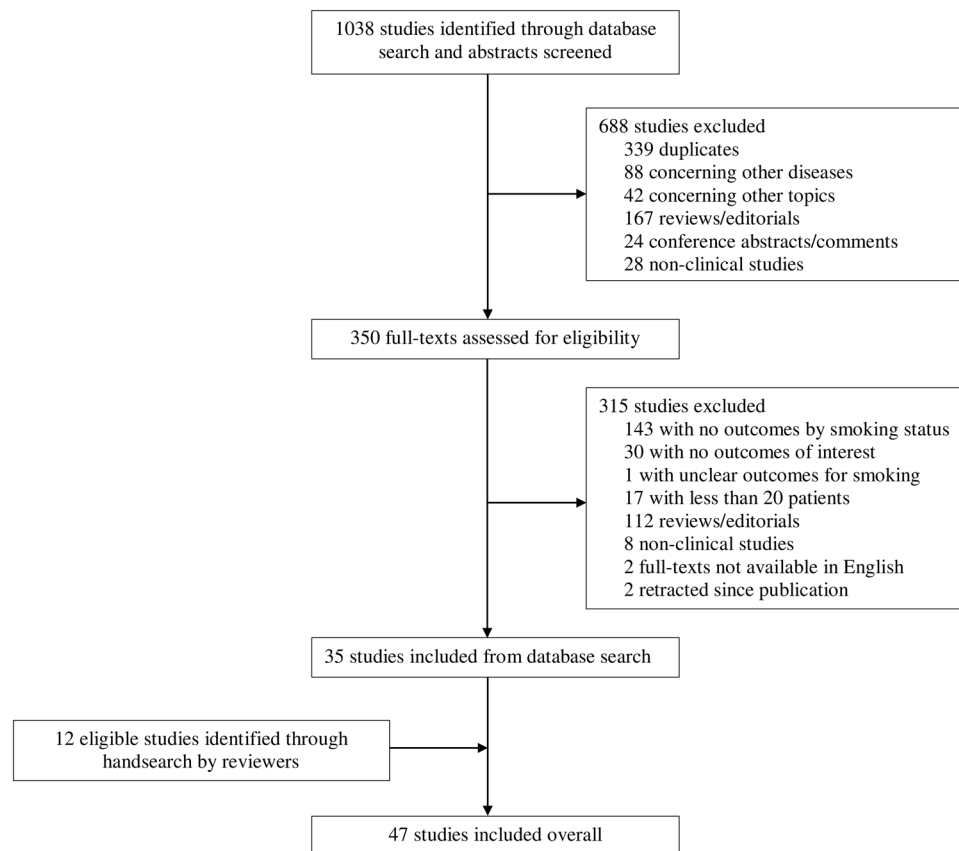 1038 studies identified through database
search and abstracts screened
688 studies excluded
339 duplicates
88 concerning other diseases
42 concerning other topics
167 reviews/editorials
24 conference abstracts/comments
28 non-clinical studies
350 full-texts assessed for eligibility
315 studies excluded
143 with no outcomes by smoking status
30 with no outcomes of interest
1 with unclear outcomes for smoking
17 with less than 20 patients
112 reviews/editorials
8 non-clinical studies
2 full-texts not available in English
2 retracted since publication
35 studies included from database search
12 eligible studies identified through
handsearch by reviewers
47 studies included overall